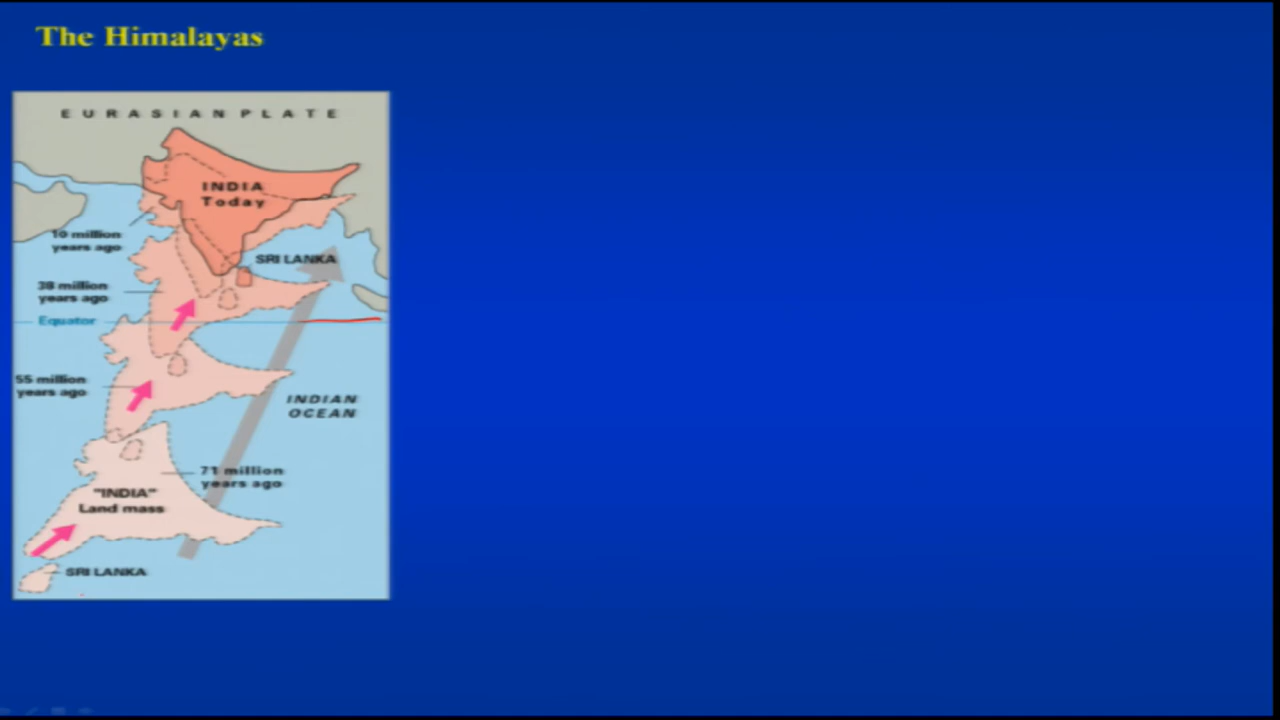 The Himalayas
EURASIAN PLATE
INDIA
Today
10 million
years ago
SRI LANKA
38 million
years ago
Equator
55 million
years ago
INDIAN
OCEAN
71 million
years ago
"INDIA"
Land mass
SRI LANKA